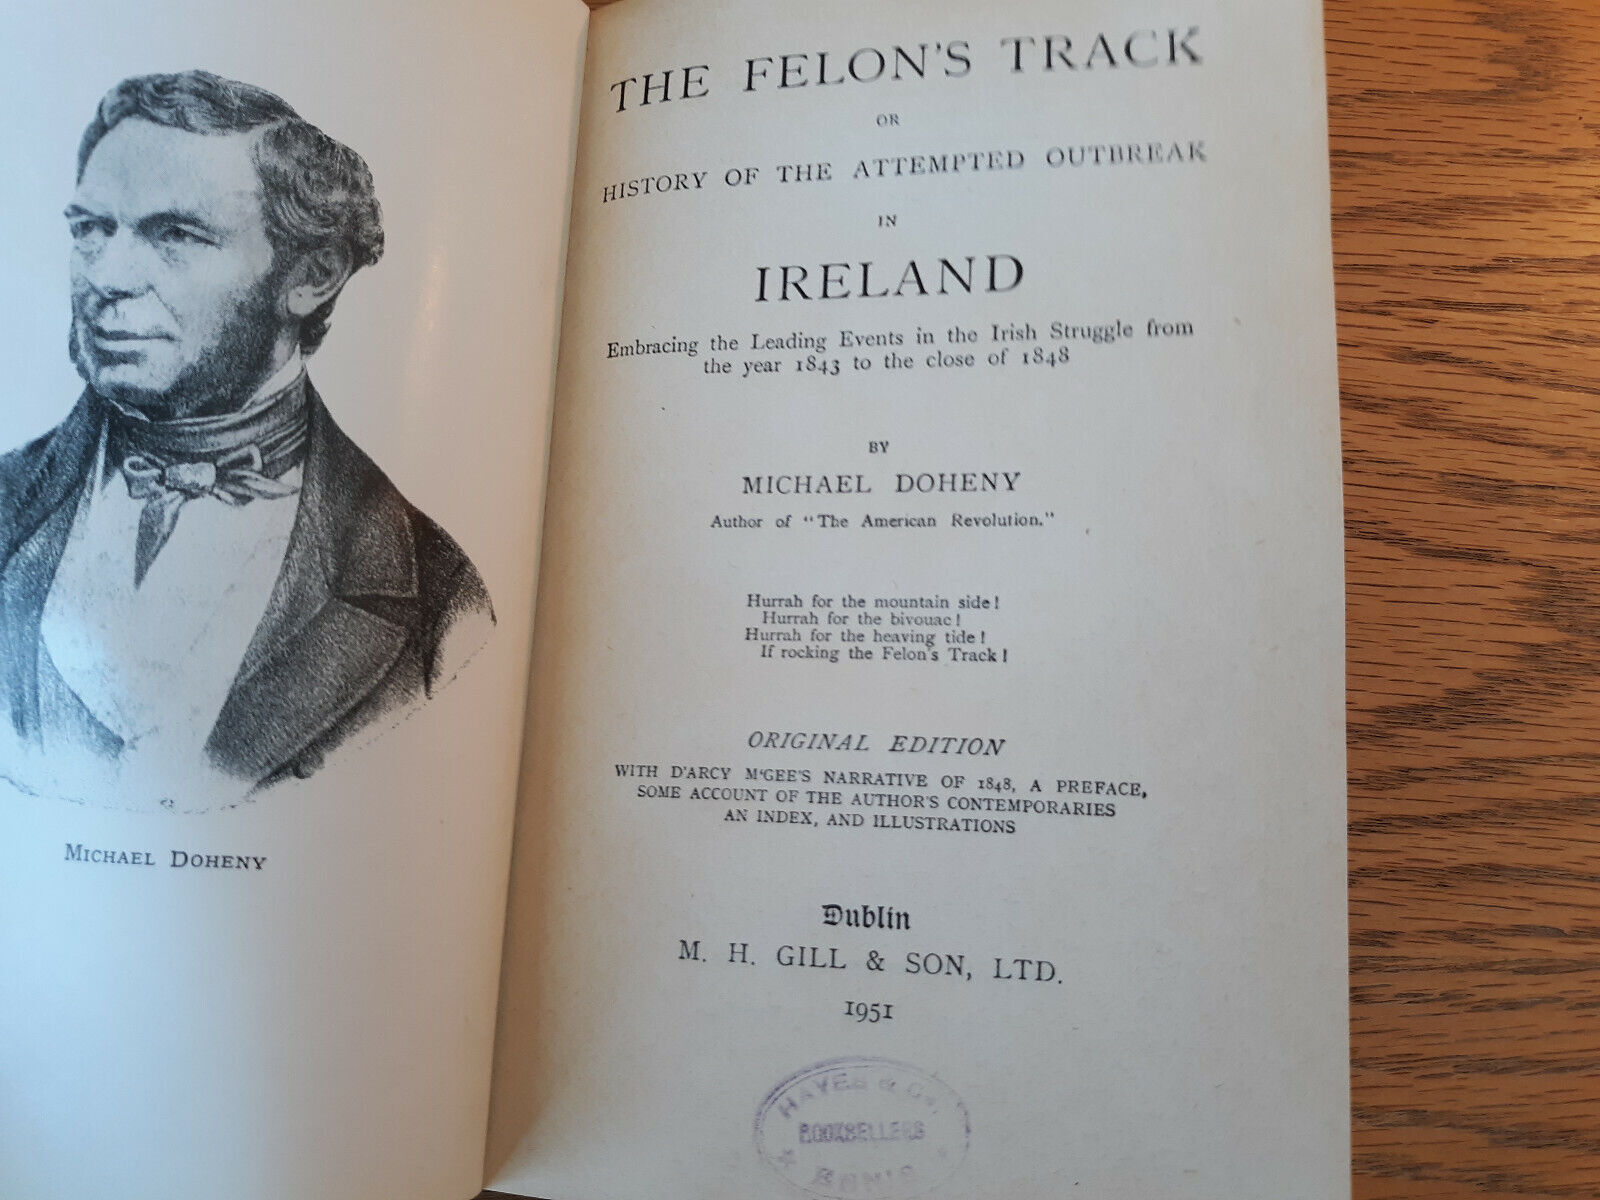 MICHAEL DOHENY
THE FELON'S TRACK
OR
HISTORY OF THE ATTEMPTED OUTBREAK
IN
IRELAND
Embracing the Leading Events in the Irish Struggle from
the year 1843 to the close of 1848
BY
MICHAEL DOHENY
Author of "The American Revolution."
Hurrah for the mountain side!
Hurrah for the bivouac!
Hurrah for the heaving tide!
If rocking the Felon's Track!
ORIGINAL EDITION
WITH D'ARCY M'GEE'S NARRATIVE OF 1848, A PREFACE,
SOME ACCOUNT OF THE AUTHOR'S CONTEMPORARIES
AN INDEX, AND ILLUSTRATIONS
Dublin
M. H. GILL & SON, LTD.
1951
HAYES & Co.
BOOKSELLERS